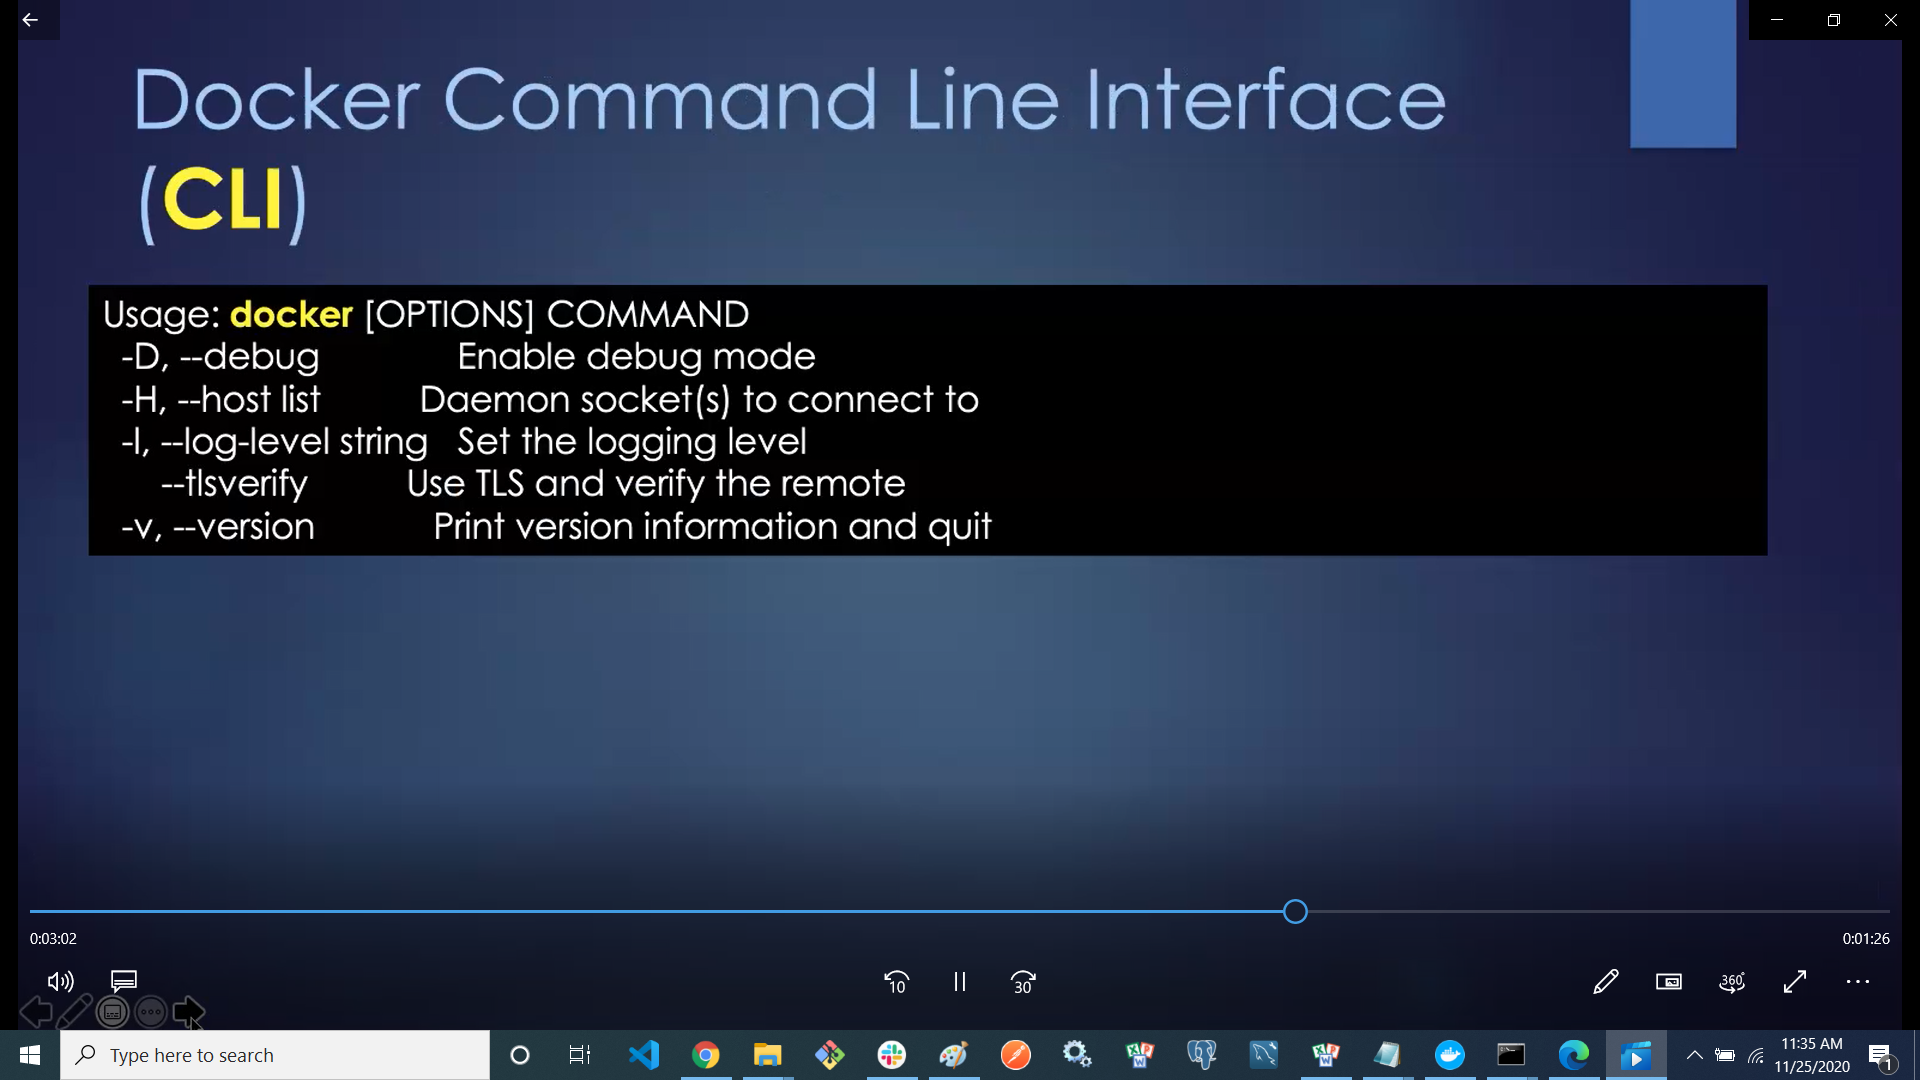 Docker Command Line Interface
(CLI)
Usage: docker [OPTIONS] COMMAND
-D, --debug Enable debug mode
-H, --host list Daemon socket(s) to connect to
-l, --log-level string Set the logging level
--tlsverify Use TLS and verify the remote
-v, --version Print version information and quit
0:03:02
0:01:26
10
30
360°
Type here to search
11:35 AM
11/25/2020
1